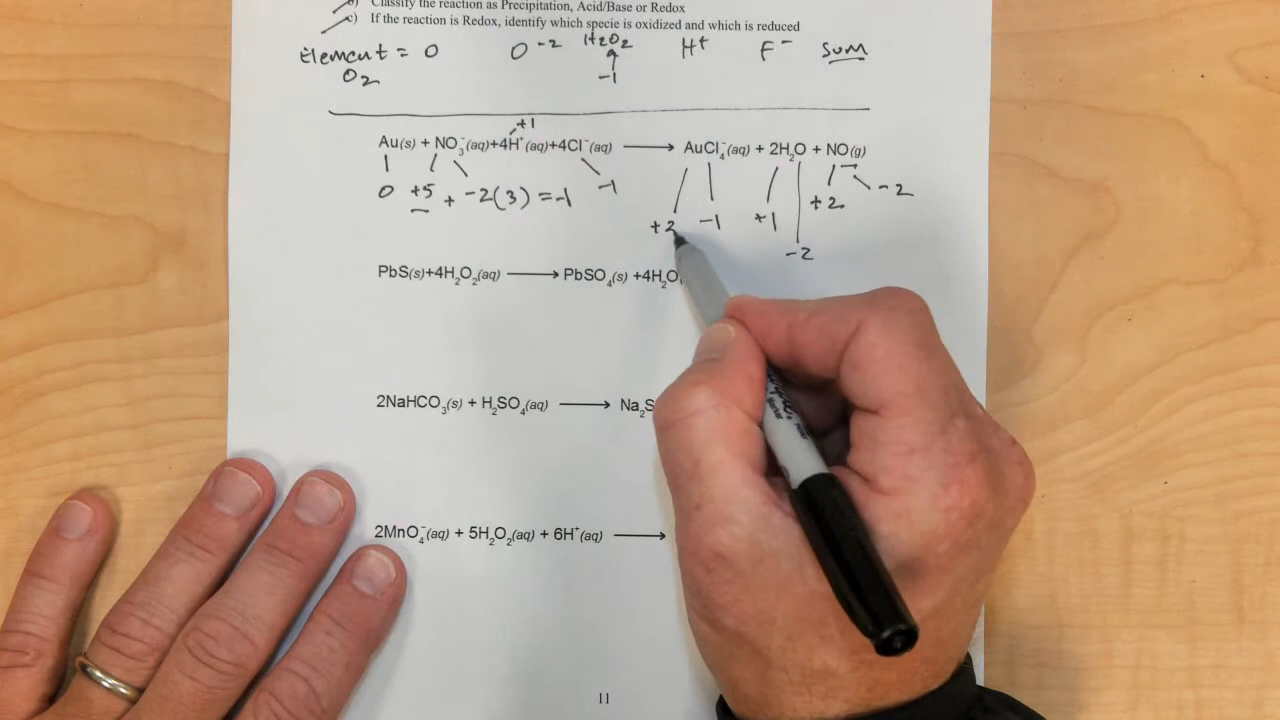 b) Classify the reaction as Precipitation, Acid/Base or Redox
c) If the reaction is Redox, identify which specie is oxidized and which is reduced
Element = 0 O⁻² H2O2 H⁺ F⁻ sum
O₂ -1
+1
Au(s) + NO₃⁻(aq)+4H⁺(aq)+4Cl⁻(aq) ⟶ AuCl₄⁻(aq) + 2H₂O + NO(g)
0 +5 + -2(3) = -1 -1 +2 -1 +1 -2 +2 -2
PbS(s)+4H₂O₂(aq) ⟶ PbSO₄(s) +4H₂O
2NaHCO₃(s) + H₂SO₄(aq) ⟶ Na₂S
2MnO₄⁻(aq) + 5H₂O₂(aq) + 6H⁺(aq) ⟶
11